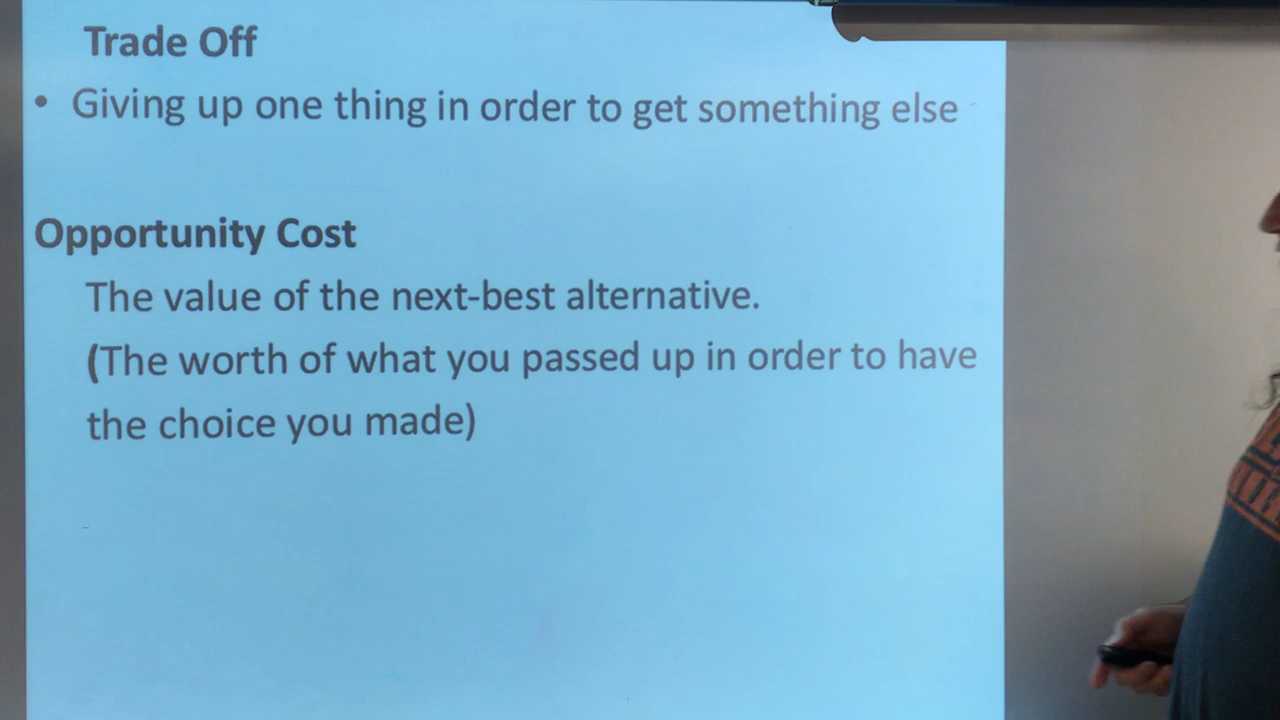 Trade Off
• Giving up one thing in order to get something else
Opportunity Cost
The value of the next-best alternative.
(The worth of what you passed up in order to have
the choice you made)